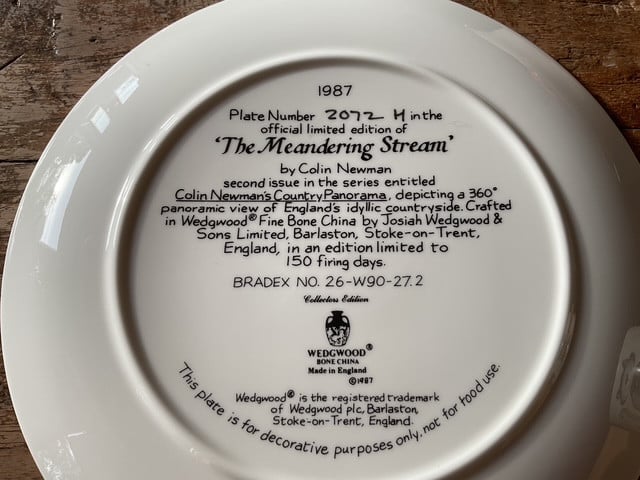 1987
Plate Number 2072 H in the
official limited edition of
'The Meandering Stream'
by Colin Newman
second issue in the series entitled
Colin Newman's Country Panorama, depicting a 360°
panoramic view of England's idyllic countryside. Crafted
in Wedgwood® Fine Bone China by Josiah Wedgwood &
Sons Limited, Barlaston, Stoke-on-Trent,
England, in an edition limited to
150 firing days.
BRADEX NO. 26-W90-27.2
Collectors Edition
WEDGWOOD®
BONE CHINA
Made in England
©1987
Wedgwood® is the registered trademark
of Wedgwood plc, Barlaston,
Stoke-on-Trent, England.
This plate is for decorative purposes only, not for food use.